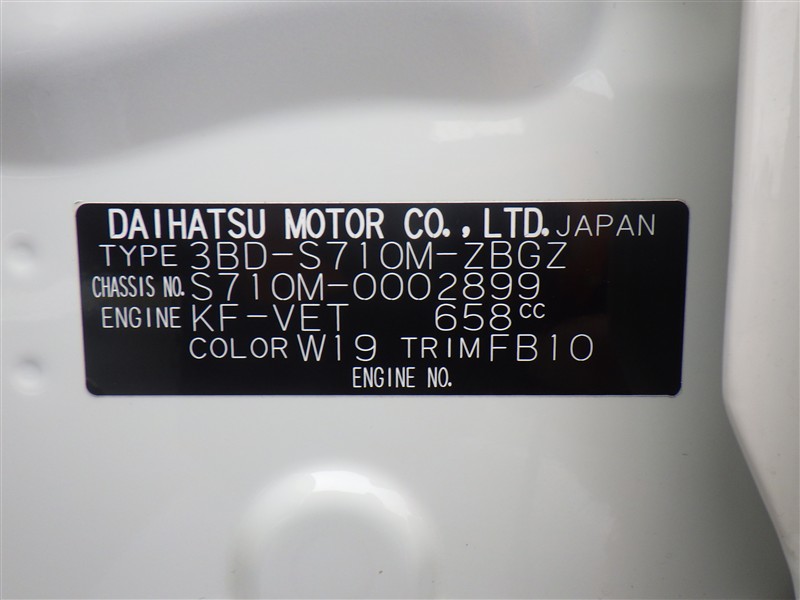 DAIHATSU MOTOR CO., LTD. JAPAN
TYPE 3BD-S710M-ZBGZ
CHASSIS NO. S710M-0002899
ENGINE KF-VET 658cc
COLOR W19 TRIM FB10
ENGINE NO.